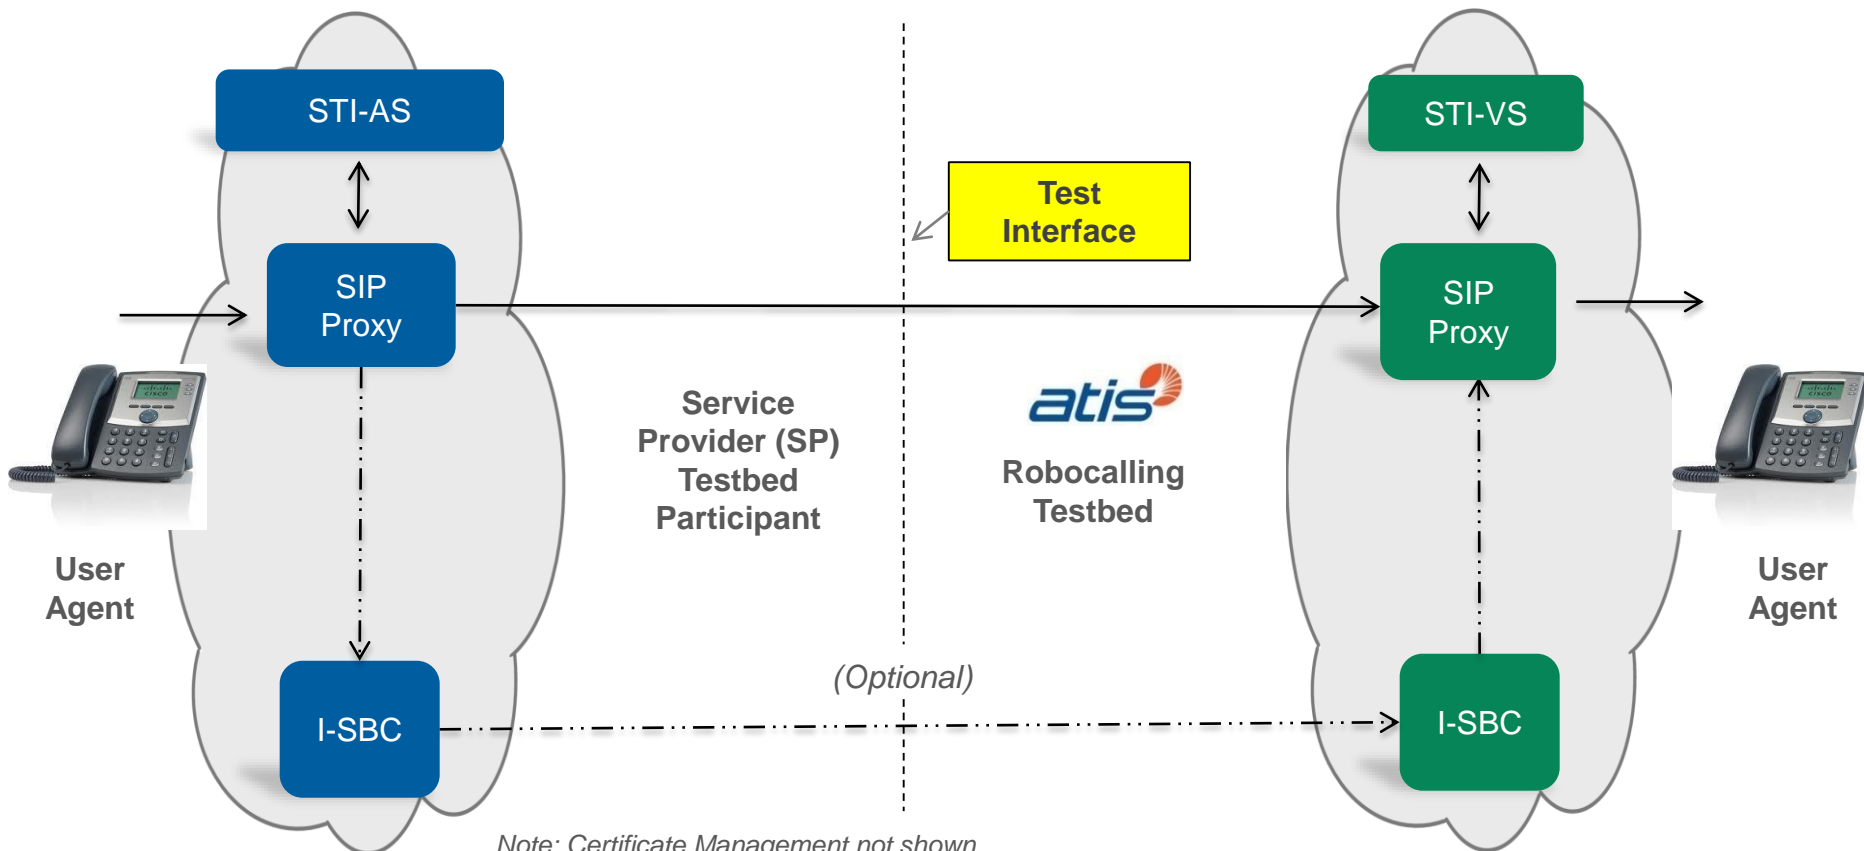 STI-AS
STI-VS
Test
Interface
SIP
Proxy
SIP
Proxy
atis
Service
Provider (SP)
Testbed
Participant
Robocalling
Testbed
User
Agent
User
Agent
(Optional)
I-SBC
I-SBC
Note: Certificate Management not shown